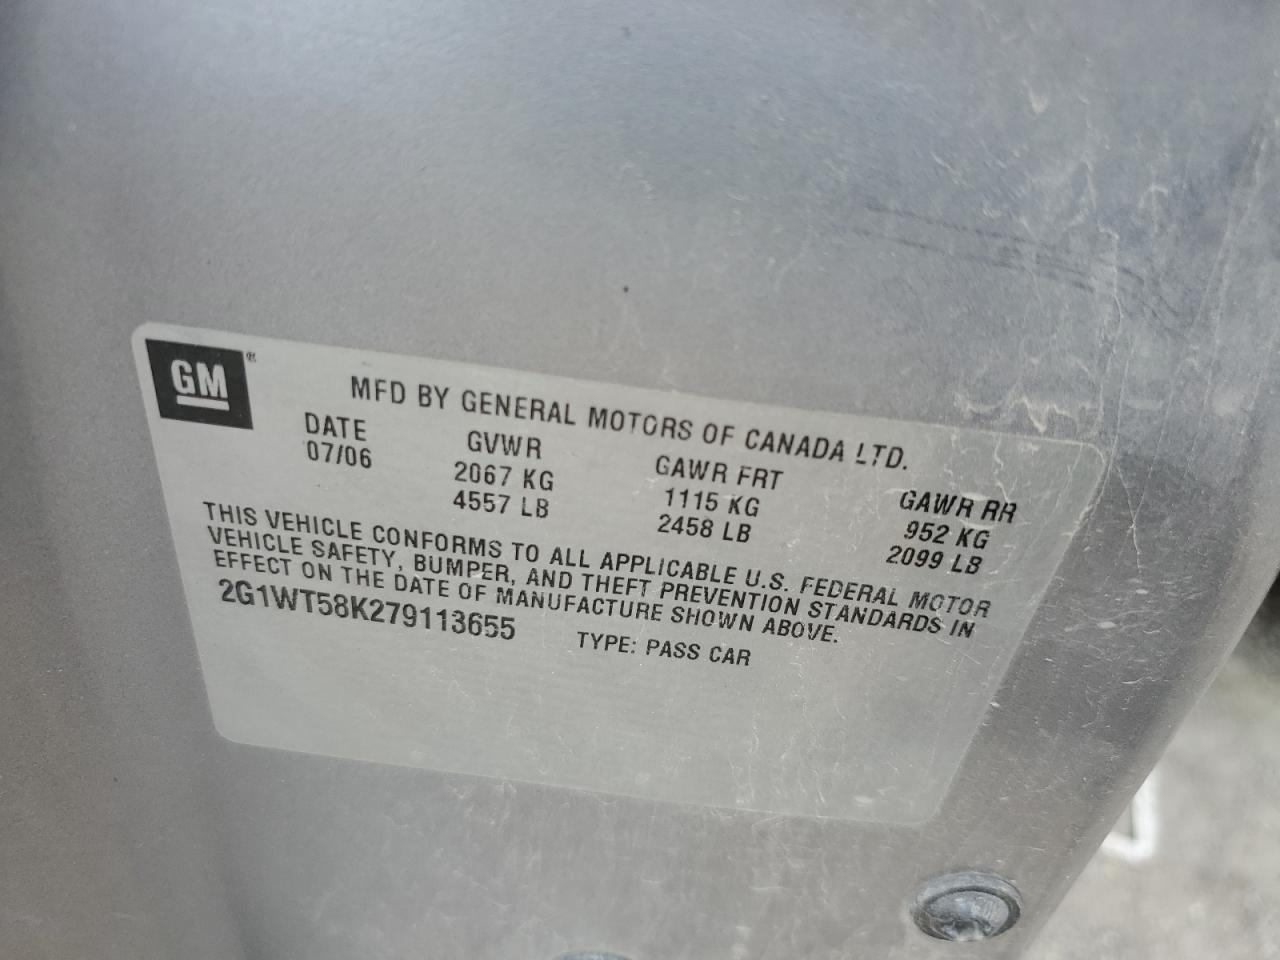 GM®
MFD BY GENERAL MOTORS OF CANADA LTD.
DATE GVWR GAWR FRT GAWR RR
07/06 2067 KG 1115 KG 952 KG
4557 LB 2458 LB 2099 LB
THIS VEHICLE CONFORMS TO ALL APPLICABLE U.S. FEDERAL MOTOR
VEHICLE SAFETY, BUMPER, AND THEFT PREVENTION STANDARDS IN
EFFECT ON THE DATE OF MANUFACTURE SHOWN ABOVE.
2G1WT58K279113655 TYPE: PASS CAR